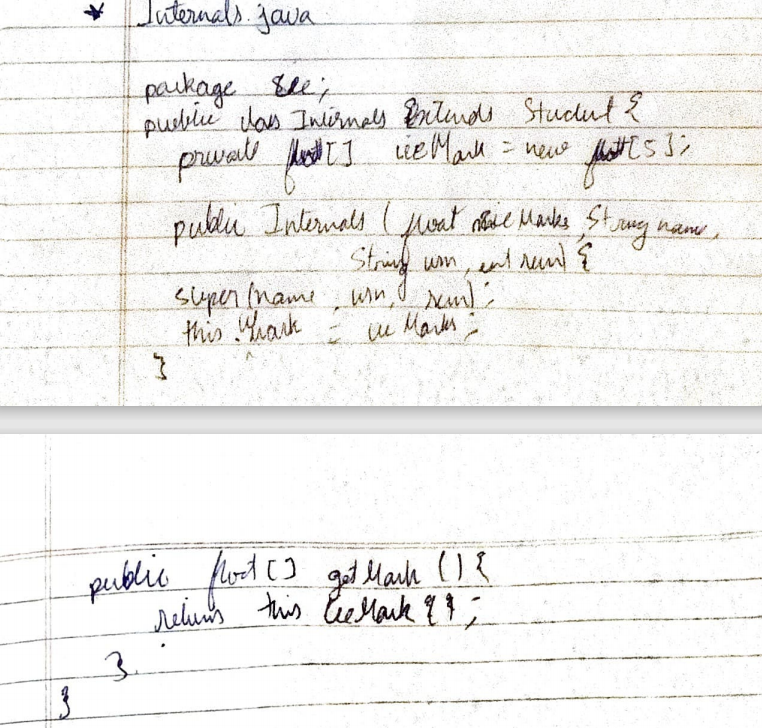 * Internals.java
package see;
public class Internals Extends Student {
private float[] cieMark = new float[5];
public Internals ( float cieMarks, String name,
String usn, int sem) {
super(name, usn, sem);
this.cieMark = cieMarks;
}
public float[] getMark () {
return this cieMark { } ;
}
}